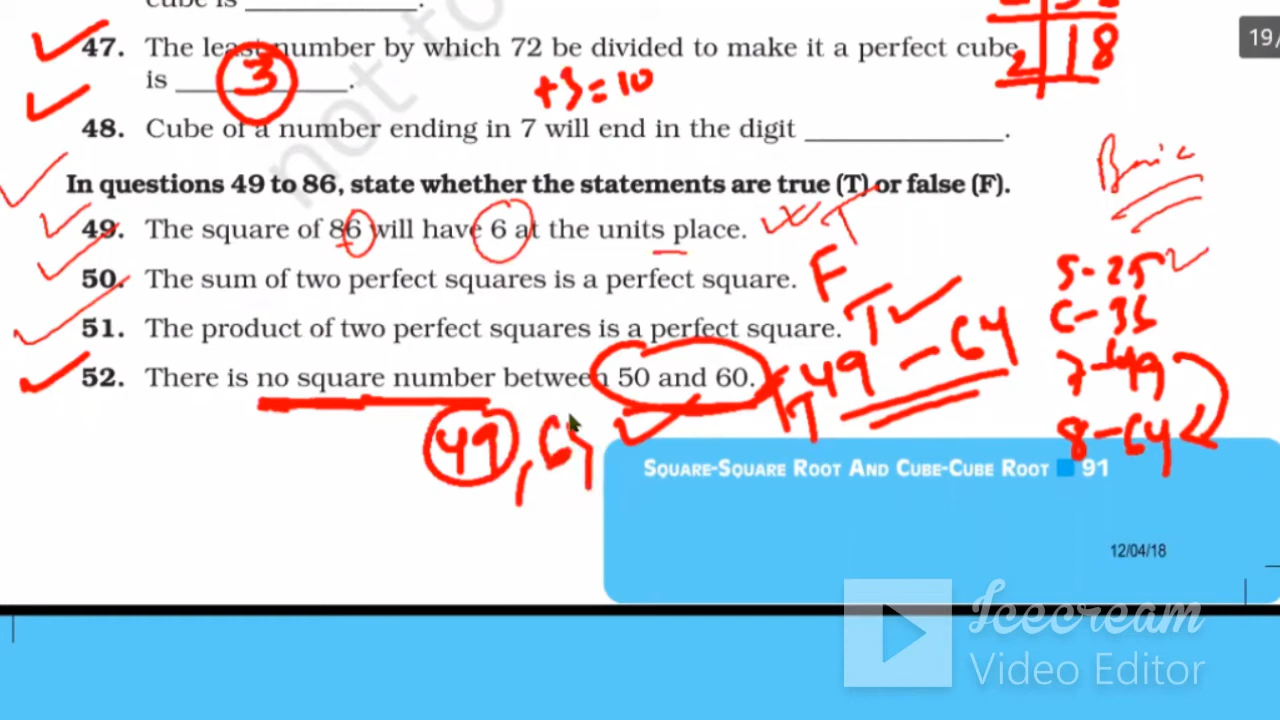 cube is ____________.
2 18
19/
47. The least number by which 72 be divided to make it a perfect cube
is ____________. 3
+3=10
48. Cube of a number ending in 7 will end in the digit ______________.
Basic
In questions 49 to 86, state whether the statements are true (T) or false (F).
49. The square of 86 will have 6 at the units place. T
50. The sum of two perfect squares is a perfect square. F
5-25
6-36
51. The product of two perfect squares is a perfect square. T
7-49
52. There is no square number between 50 and 60. T
49-64
8-64
49, 64
SQUARE-SQUARE ROOT AND CUBE-CUBE ROOT 91
12/04/18
Icecream
Video Editor